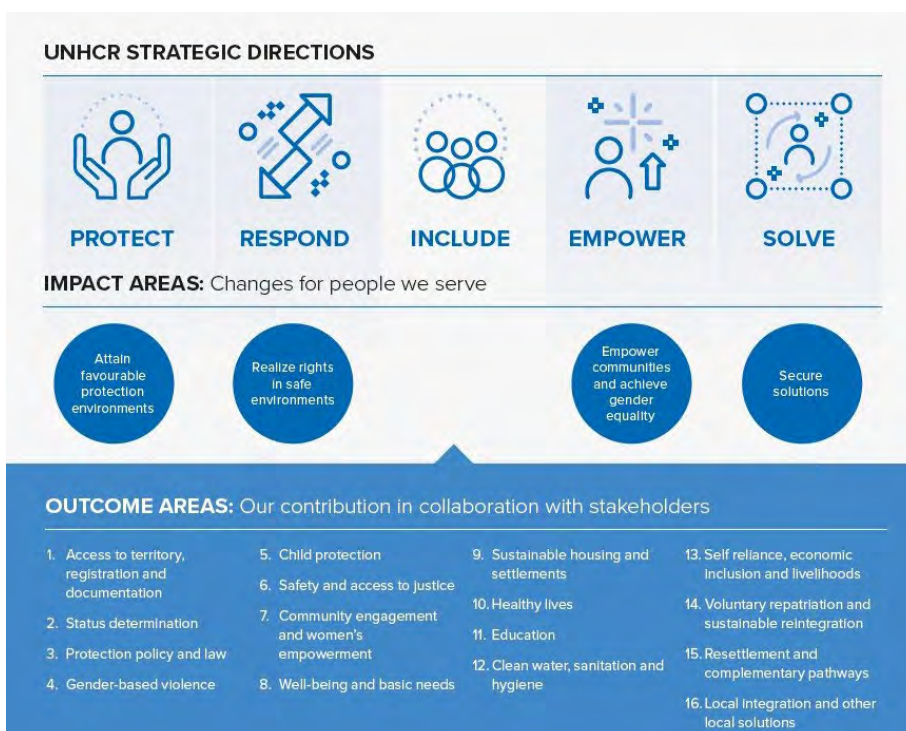 UNHCR STRATEGIC DIRECTIONS
PROTECT
RESPOND
INCLUDE
EMPOWER
SOLVE
IMPACT AREAS: Changes for people we serve
Attain
favourable
protection
environments
Realize rights
in safe
environments
Empower
communities
and achieve
gender
equality
Secure
solutions
OUTCOME AREAS: Our contribution in collaboration with stakeholders
1. Access to territory,
registration and
documentation
2. Status determination
3. Protection policy and law
4. Gender-based violence
5. Child protection
6. Safety and access to justice
7. Community engagement
and women's
empowerment
8. Well-being and basic needs
9. Sustainable housing and
settlements
10. Healthy lives
11. Education
12. Clean water, sanitation and
hygiene
13. Self reliance, economic
inclusion and livelihoods
14. Voluntary repatriation and
sustainable reintegration
15. Resettlement and
complementary pathways
16. Local integration and other
local solutions